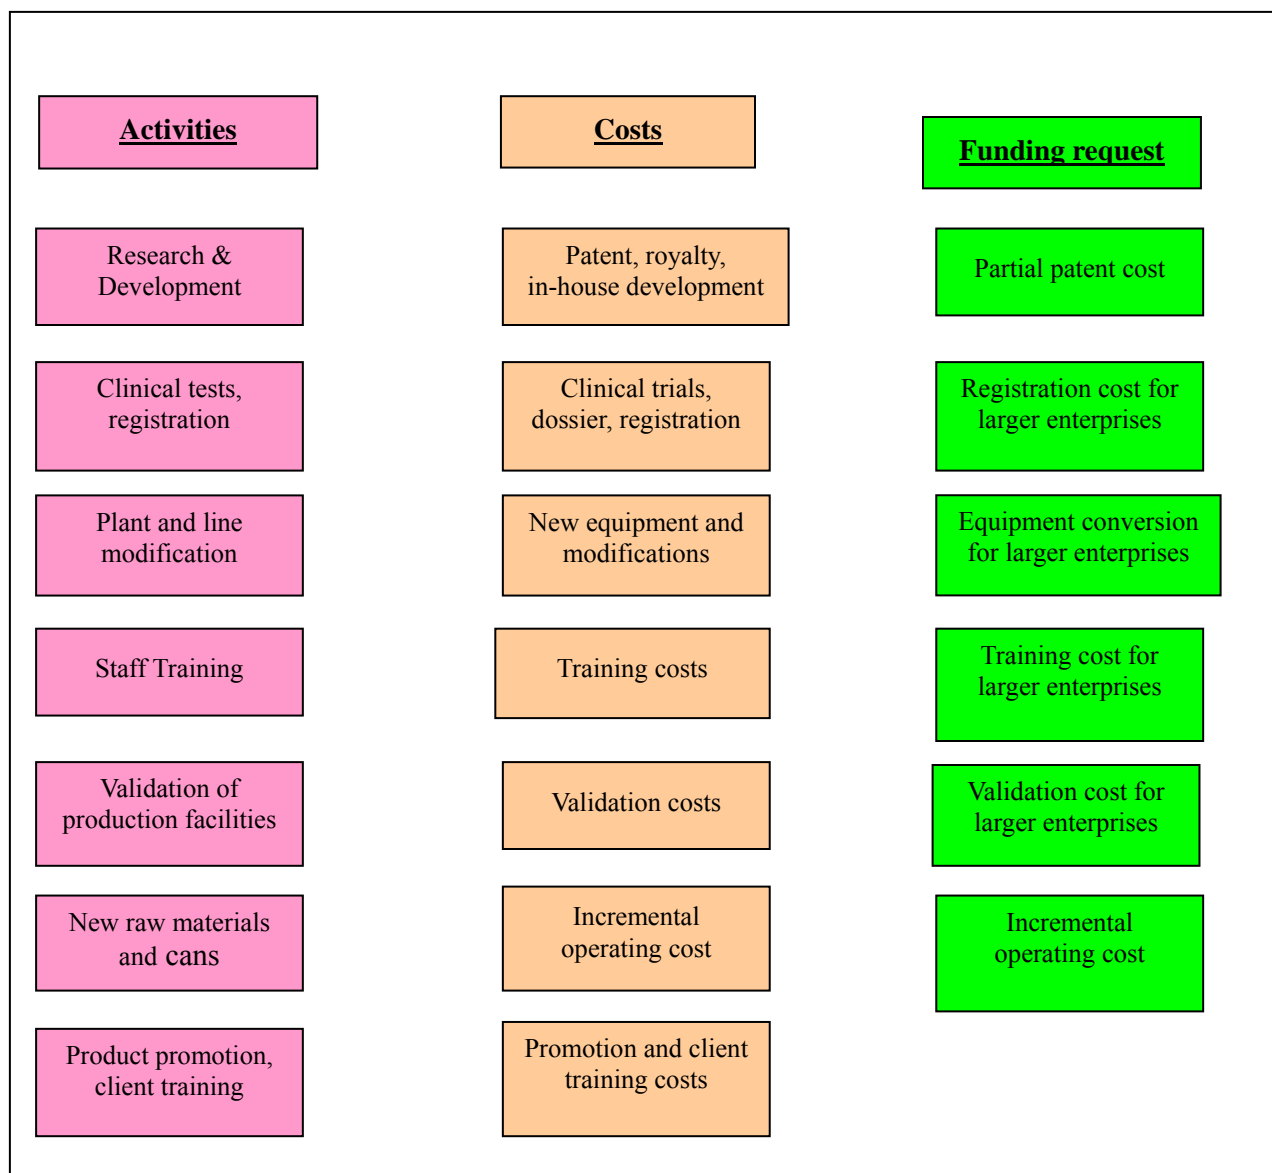 Activities
Costs
Funding request
Research &
Development
Patent, royalty,
in-house development
Partial patent cost
Clinical tests,
registration
Clinical trials,
dossier, registration
Registration cost for
larger enterprises
Plant and line
modification
New equipment and
modifications
Equipment conversion
for larger enterprises
Staff Training
Training costs
Training cost for
larger enterprises
Validation of
production facilities
Validation costs
Validation cost for
larger enterprises
New raw materials
and cans
Incremental
operating cost
Incremental
operating cost
Product promotion,
client training
Promotion and client
training costs